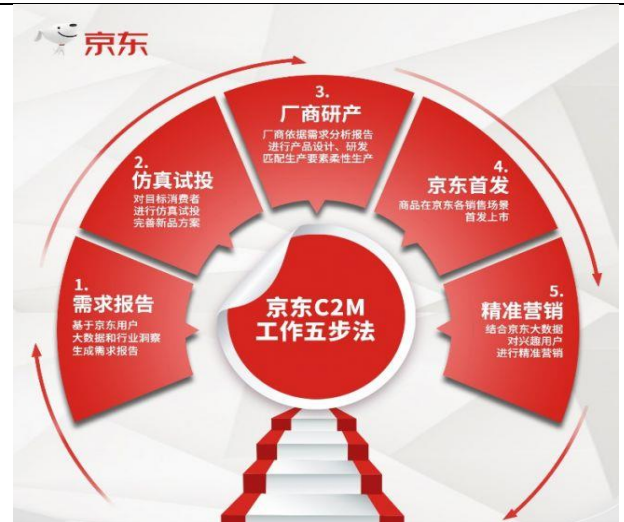 京东
3.
厂商研产
厂商依据需求分析报告
进行产品设计、研发
匹配生产要素柔性生产
2.
仿真试投
对目标消费者
进行仿真试投
完善新品方案
4.
京东首发
商品在京东各销售场景
首发上市
1.
需求报告
基于京东用户
大数据和行业洞察
生成需求报告
京东C2M
工作五步法
5.
精准营销
结合京东大数据
对兴趣用户
进行精准营销